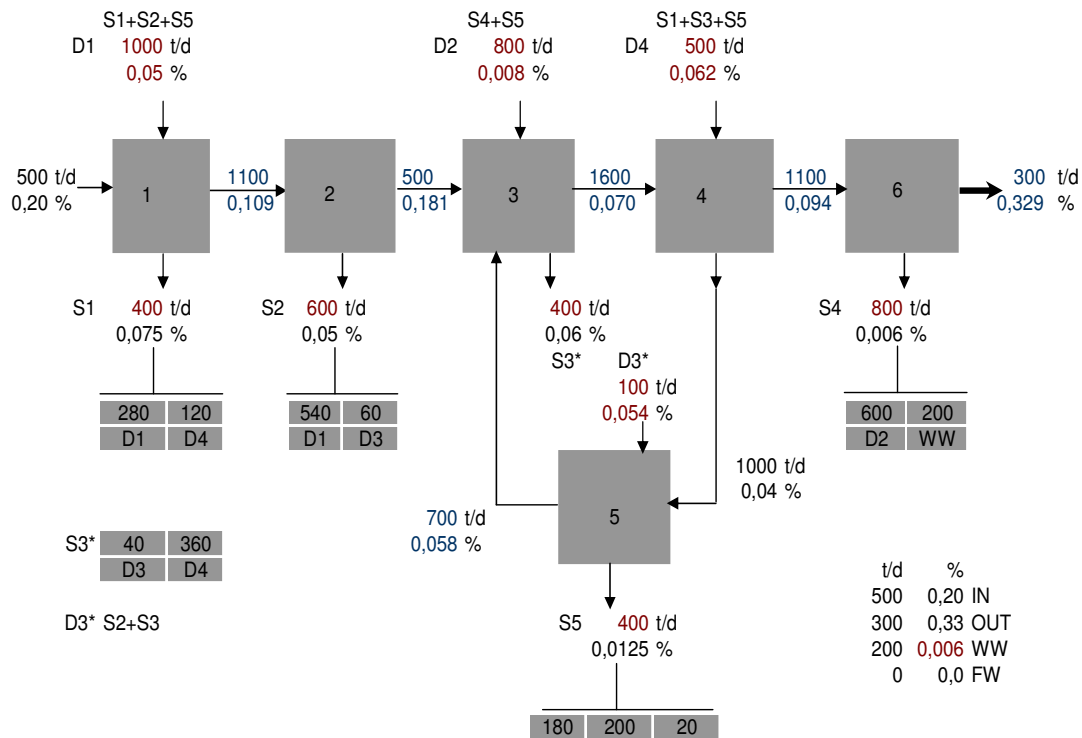 S1+S2+S5
D1 1000 t/d
0,05 %
S4+S5
D2 800 t/d
0,008 %
S1+S3+S5
D4 500 t/d
0,062 %
500 t/d
0,20 %
1
1100
0,109
2
500
0,181
3
1600
0,070
4
1100
0,094
6
300 t/d
0,329 %
S1 400 t/d
0,075 %
280 120
D1 D4
S2 600 t/d
0,05 %
540 60
D1 D3
400 t/d
0,06 %
S3*
D3*
100 t/d
0,054 %
S4 800 t/d
0,006 %
600 200
D2 WW
1000 t/d
0,04 %
5
700 t/d
0,058 %
S3* 40 360
D3 D4
D3* S2+S3
S5 400 t/d
0,0125 %
180 200 20
t/d %
500 0,20 IN
300 0,33 OUT
200 0,006 WW
0 0,0 FW